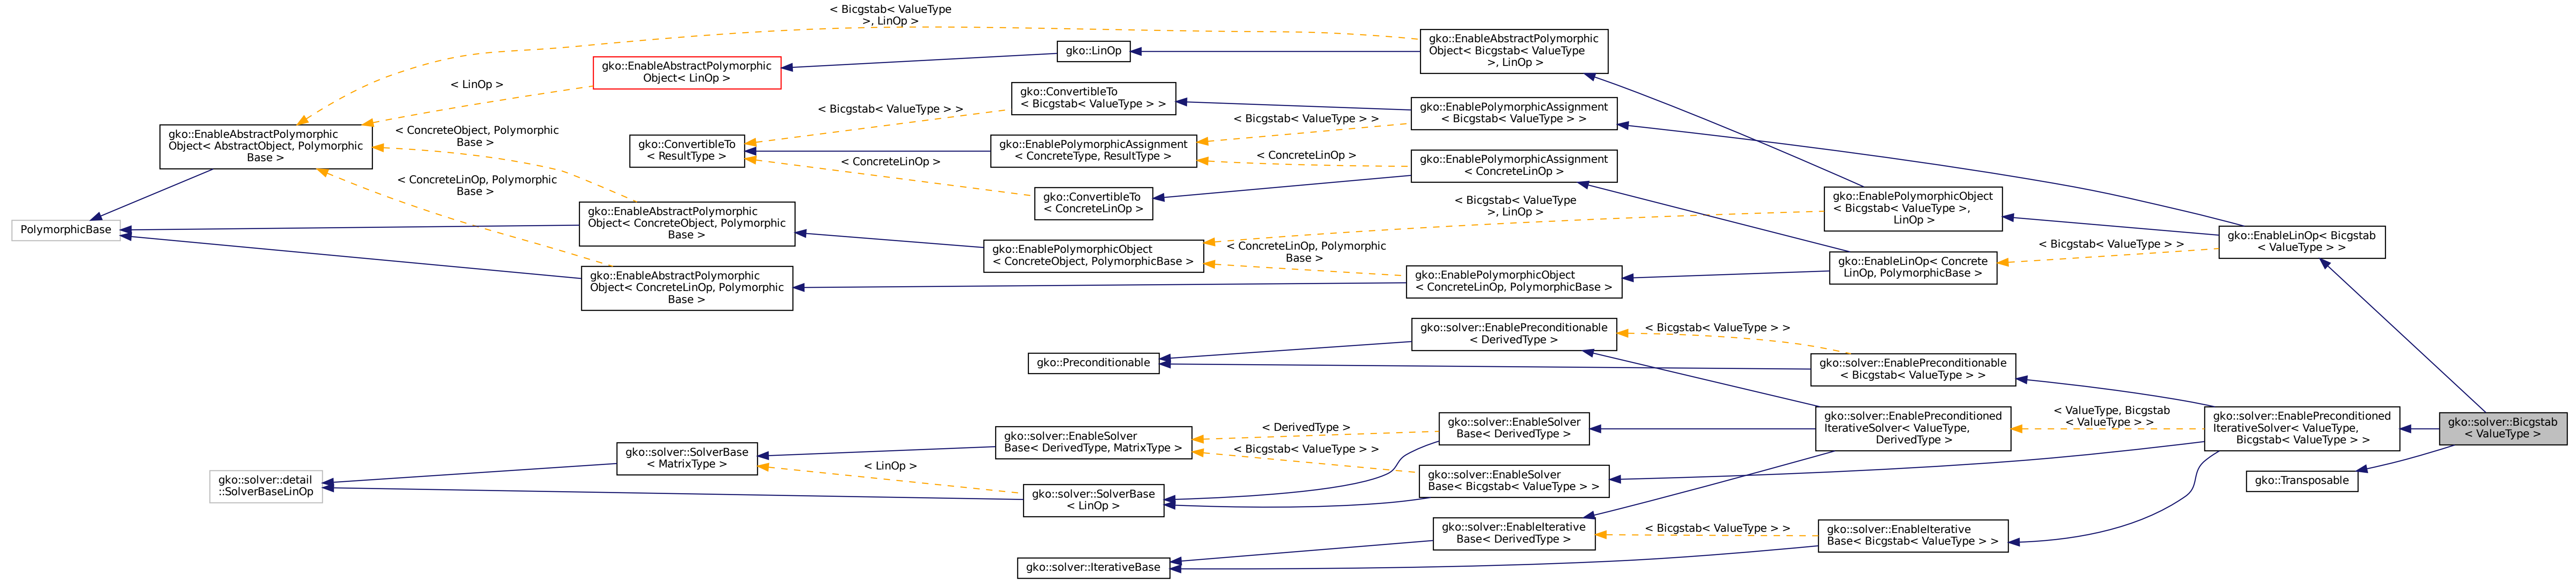 < Bicgstab< ValueType
>, LinOp >
gko::EnableAbstractPolymorphic
Object< Bicgstab< ValueType
>, LinOp >
gko::LinOp
gko::EnableAbstractPolymorphic
Object< LinOp >
< LinOp >
gko::ConvertibleTo
< Bicgstab< ValueType > >
< Bicgstab< ValueType > >
gko::EnablePolymorphicAssignment
< Bicgstab< ValueType > >
< Bicgstab< ValueType > >
gko::EnableAbstractPolymorphic
Object< AbstractObject, Polymorphic
Base >
< ConcreteObject, Polymorphic
Base >
gko::ConvertibleTo
< ResultType >
gko::EnablePolymorphicAssignment
< ConcreteType, ResultType >
< ConcreteLinOp >
< ConcreteLinOp >
gko::EnablePolymorphicAssignment
< ConcreteLinOp >
< ConcreteLinOp, Polymorphic
Base >
gko::ConvertibleTo
< ConcreteLinOp >
< Bicgstab< ValueType
>, LinOp >
gko::EnablePolymorphicObject
< Bicgstab< ValueType >,
LinOp >
PolymorphicBase
gko::EnableAbstractPolymorphic
Object< ConcreteObject, Polymorphic
Base >
gko::EnablePolymorphicObject
< ConcreteObject, PolymorphicBase >
< ConcreteLinOp, Polymorphic
Base >
< Bicgstab< ValueType > >
gko::EnableLinOp< Bicgstab
< ValueType > >
gko::EnableAbstractPolymorphic
Object< ConcreteLinOp, Polymorphic
Base >
gko::EnablePolymorphicObject
< ConcreteLinOp, PolymorphicBase >
gko::EnableLinOp< Concrete
LinOp, PolymorphicBase >
gko::solver::EnablePreconditionable
< DerivedType >
< Bicgstab< ValueType > >
gko::Preconditionable
gko::solver::EnablePreconditionable
< Bicgstab< ValueType > >
gko::solver::EnableSolver
Base< DerivedType >
gko::solver::EnablePreconditioned
IterativeSolver< ValueType,
DerivedType >
< ValueType, Bicgstab
< ValueType > >
gko::solver::EnablePreconditioned
IterativeSolver< ValueType,
Bicgstab< ValueType > >
gko::solver::Bicgstab
< ValueType >
< DerivedType >
gko::solver::EnableSolver
Base< DerivedType, MatrixType >
< Bicgstab< ValueType > >
gko::solver::SolverBase
< MatrixType >
< LinOp >
gko::solver::detail
::SolverBaseLinOp
gko::solver::SolverBase
< LinOp >
gko::solver::EnableSolver
Base< Bicgstab< ValueType > >
gko::Transposable
gko::solver::EnableIterative
Base< DerivedType >
< Bicgstab< ValueType > >
gko::solver::EnableIterative
Base< Bicgstab< ValueType > >
gko::solver::IterativeBase